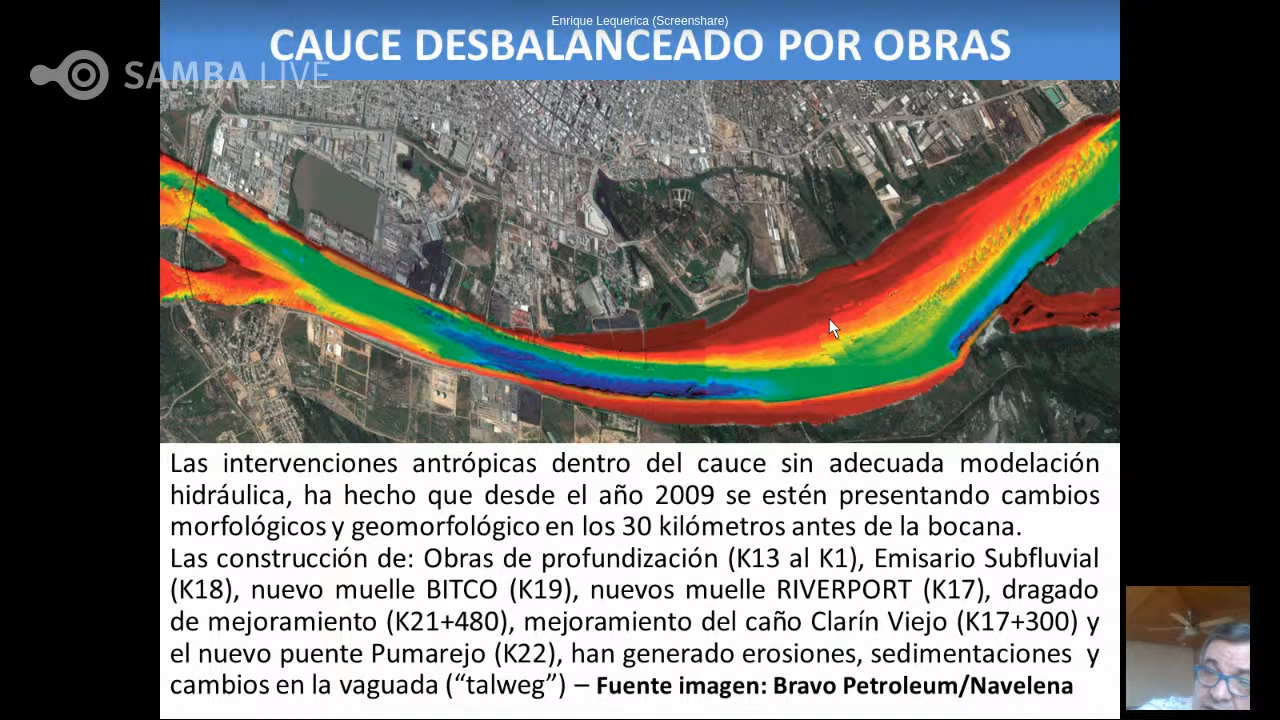 Enrique Lequerica (Screenshare)
CAUCE DESBALANCEADO POR OBRAS
SAMBA LIVE
Las intervenciones antrópicas dentro del cauce sin adecuada modelación
hidráulica, ha hecho que desde el año 2009 se estén presentando cambios
morfológicos y geomorfológico en los 30 kilómetros antes de la bocana.
Las construcción de: Obras de profundización (K13 al K1), Emisario Subfluvial
(K18), nuevo muelle BITCO (K19), nuevos muelle RIVERPORT (K17), dragado
de mejoramiento (K21+480), mejoramiento del caño Clarín Viejo (K17+300) y
el nuevo puente Pumarejo (K22), han generado erosiones, sedimentaciones y
cambios en la vaguada (“talweg”) – Fuente imagen: Bravo Petroleum/Navelena